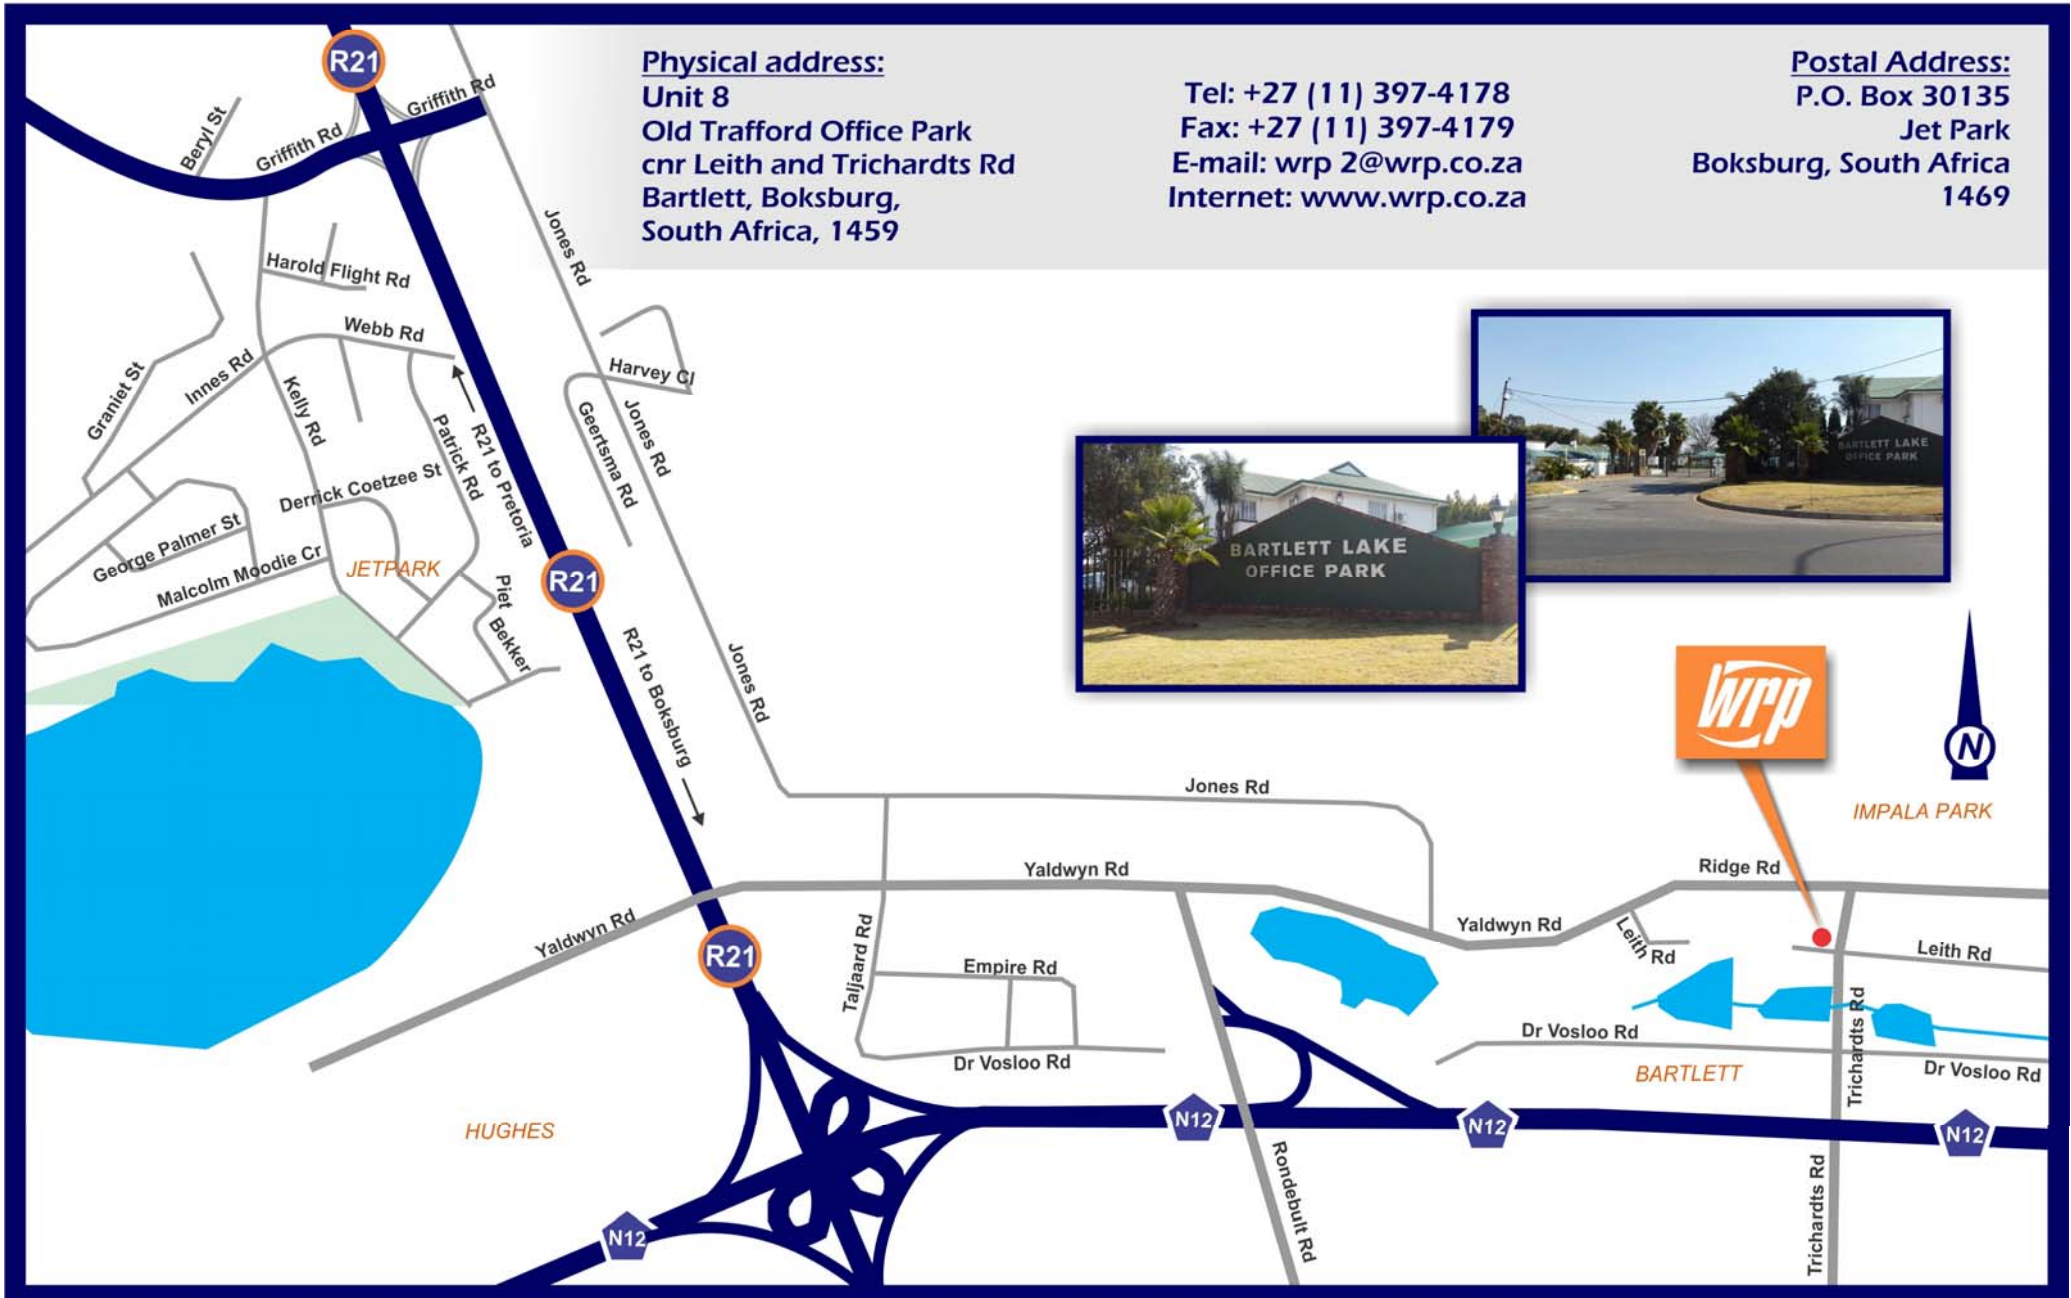 Physical address:
Unit 8
Old Trafford Office Park
cnr Leith and Trichardts Rd
Bartlett, Boksburg,
South Africa, 1459
Tel: +27 (11) 397-4178
Fax: +27 (11) 397-4179
E-mail: wrp 2@wrp.co.za
Internet: www.wrp.co.za
Postal Address:
P.O. Box 30135
Jet Park
Boksburg, South Africa
1469
R21
Griffith Rd
Griffith Rd
Beryl St
Jones Rd
Harold Flight Rd
Webb Rd
Graniet St
Innes Rd
Kelly Rd
Harvey Cl
Jones Rd
Geertsma Rd
Patrick Rd
R21 to Pretoria
Derrick Coetzee St
George Palmer St
Malcolm Moodie Cr
JETPARK
Piet Bekker
R21
R21 to Boksburg
Jones Rd
BARTLETT LAKE
OFFICE PARK
BARTLETT LAKE
OFFICE PARK
wrp
N
IMPALA PARK
Jones Rd
Yaldwyn Rd
Ridge Rd
Yaldwyn Rd
Yaldwyn Rd
Leith Rd
Leith Rd
R21
Taljaard Rd
Empire Rd
Dr Vosloo Rd
Dr Vosloo Rd
Trichardts Rd
BARTLETT
Dr Vosloo Rd
HUGHES
N12
N12
N12
N12
Rondebult Rd
Trichardts Rd